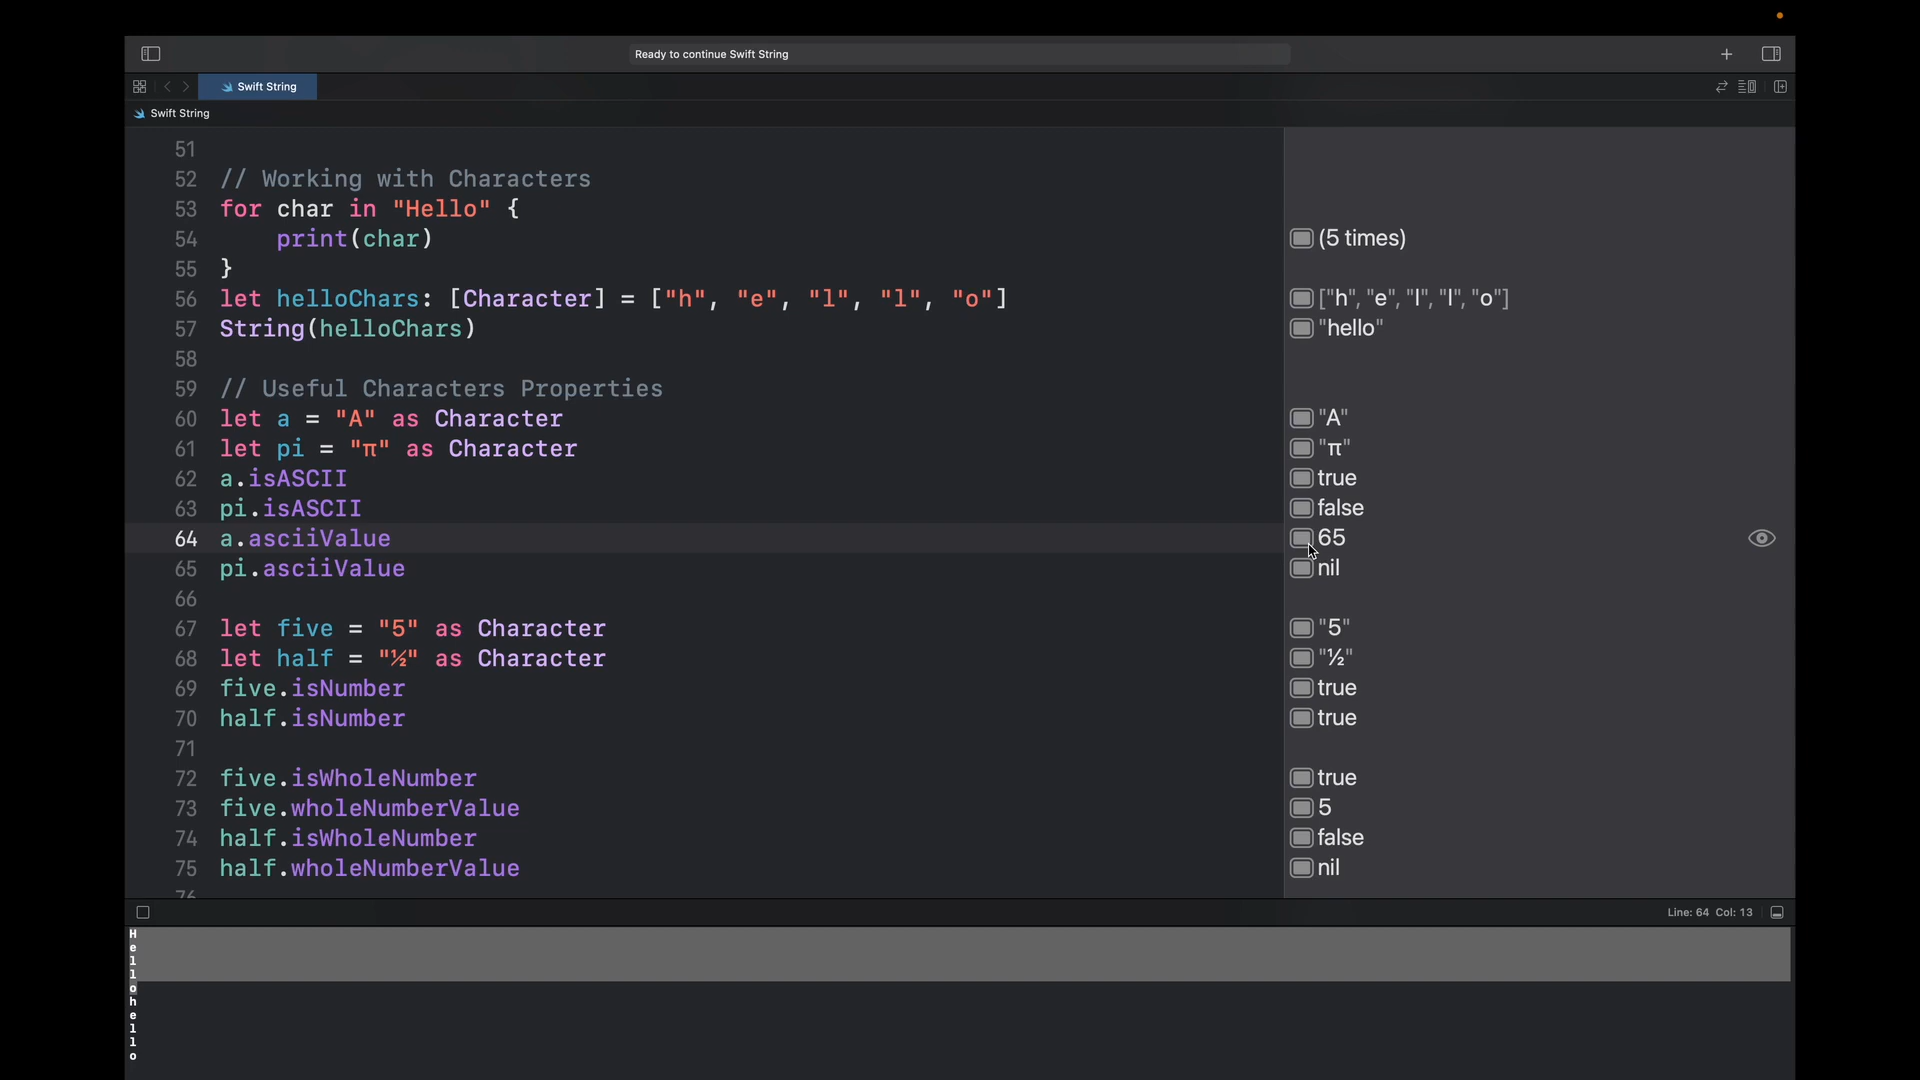 Ready to continue Swift String
Swift String
Swift String
51
52 // Working with Characters
53 for char in "Hello" {
54 print(char) (5 times)
55 }
56 let helloChars: [Character] = ["h", "e", "l", "l", "o"] ["h", "e", "l", "l", "o"]
57 String(helloChars) "hello"
58
59 // Useful Characters Properties
60 let a = "A" as Character "A"
61 let pi = "π" as Character "π"
62 a.isASCII true
63 pi.isASCII false
64 a.asciiValue 65
65 pi.asciiValue nil
66
67 let five = "5" as Character "5"
68 let half = "½" as Character "½"
69 five.isNumber true
70 half.isNumber true
71
72 five.isWholeNumber true
73 five.wholeNumberValue 5
74 half.isWholeNumber false
75 half.wholeNumberValue nil
76
Line: 64 Col: 13
H
e
l
l
o
h
e
l
l
o